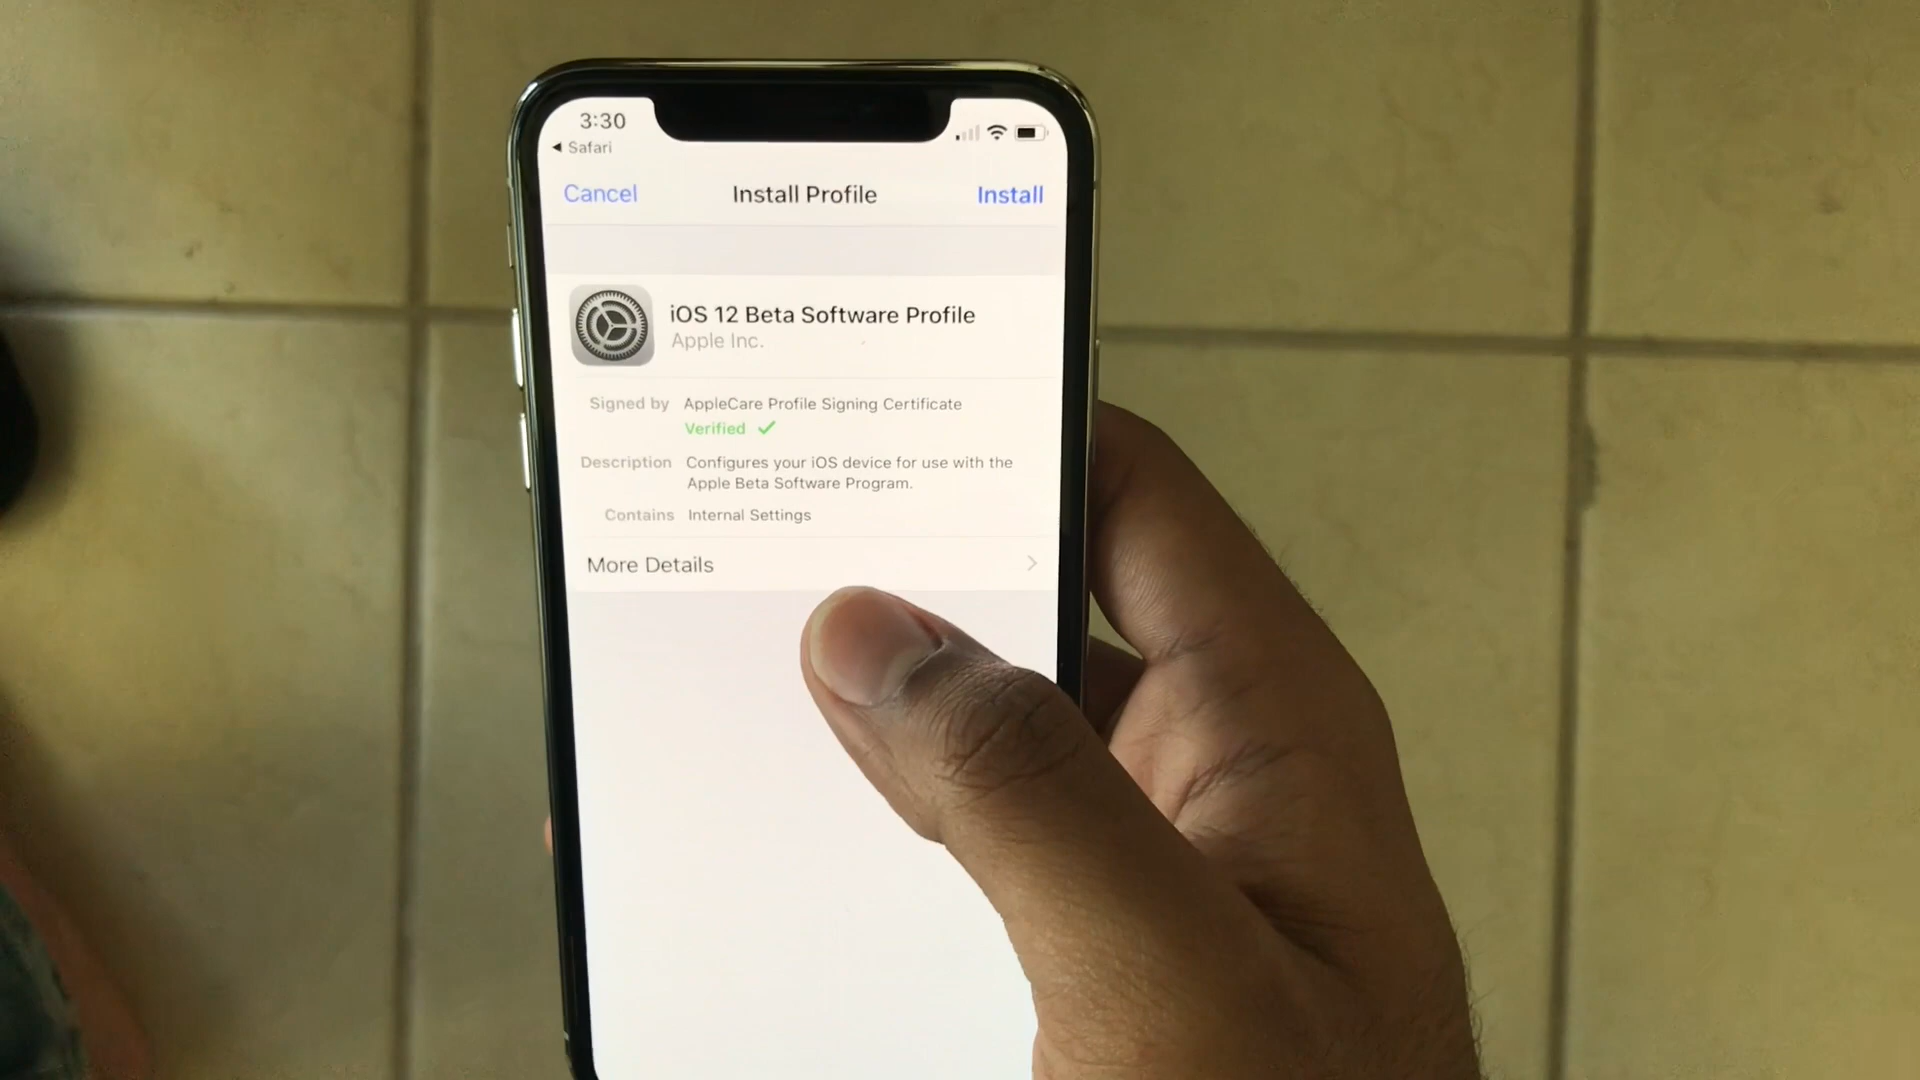 3:30
◀ Safari
Cancel Install Profile Install
iOS 12 Beta Software Profile
Apple Inc.
Signed by AppleCare Profile Signing Certificate
Verified ✓
Description Configures your iOS device for use with the
Apple Beta Software Program.
Contains Internal Settings
More Details